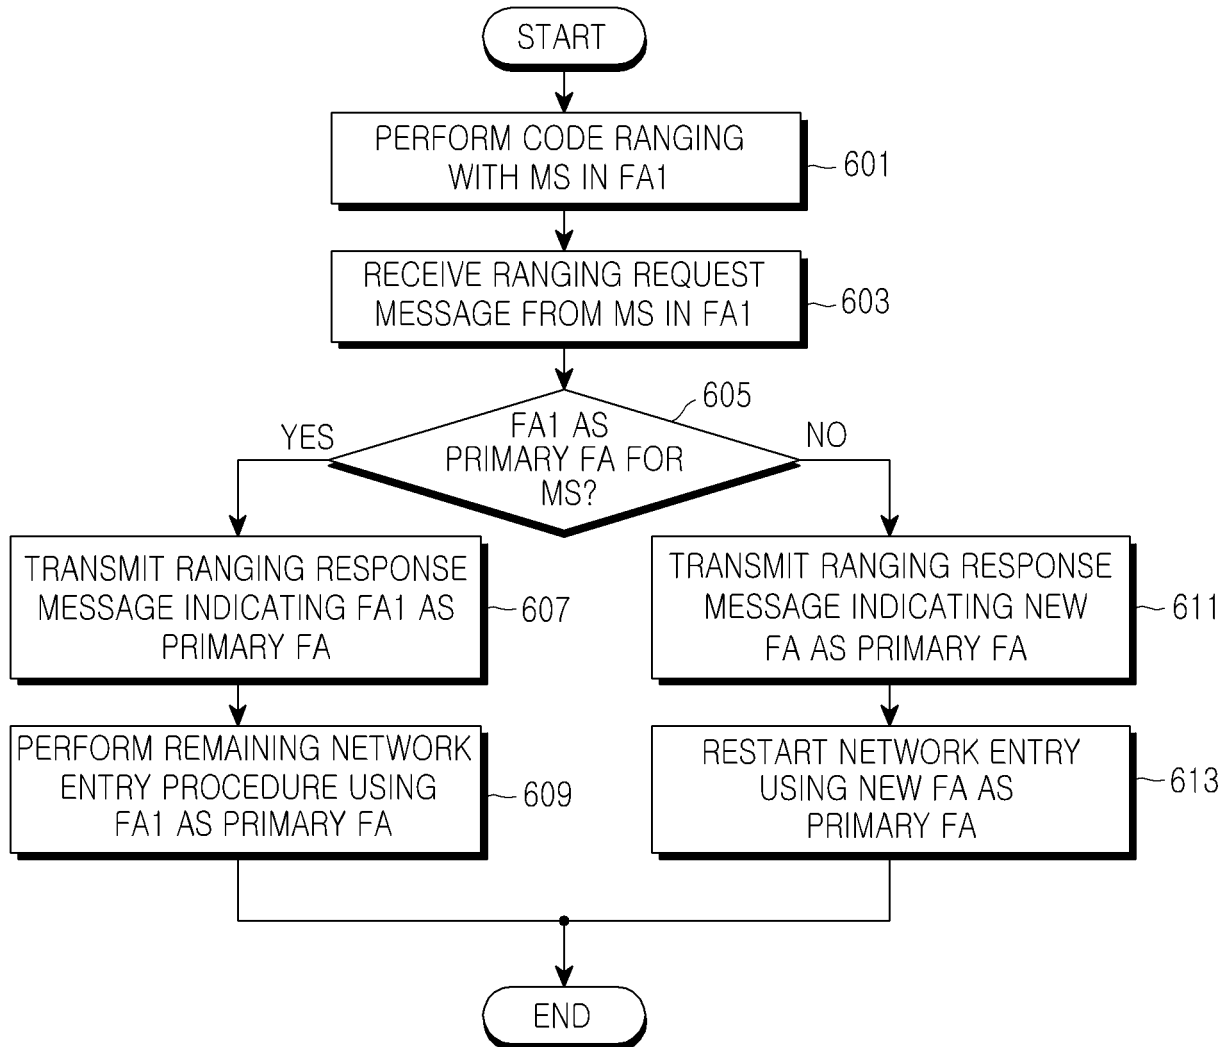 START
PERFORM CODE RANGING
WITH MS IN FA1
601
RECEIVE RANGING REQUEST
MESSAGE FROM MS IN FA1
603
605
FA1 AS
PRIMARY FA FOR
MS?
YES
NO
TRANSMIT RANGING RESPONSE
MESSAGE INDICATING FA1 AS
PRIMARY FA
607
PERFORM REMAINING NETWORK
ENTRY PROCEDURE USING
FA1 AS PRIMARY FA
609
TRANSMIT RANGING RESPONSE
MESSAGE INDICATING NEW
FA AS PRIMARY FA
611
RESTART NETWORK ENTRY
USING NEW FA AS
PRIMARY FA
613
END